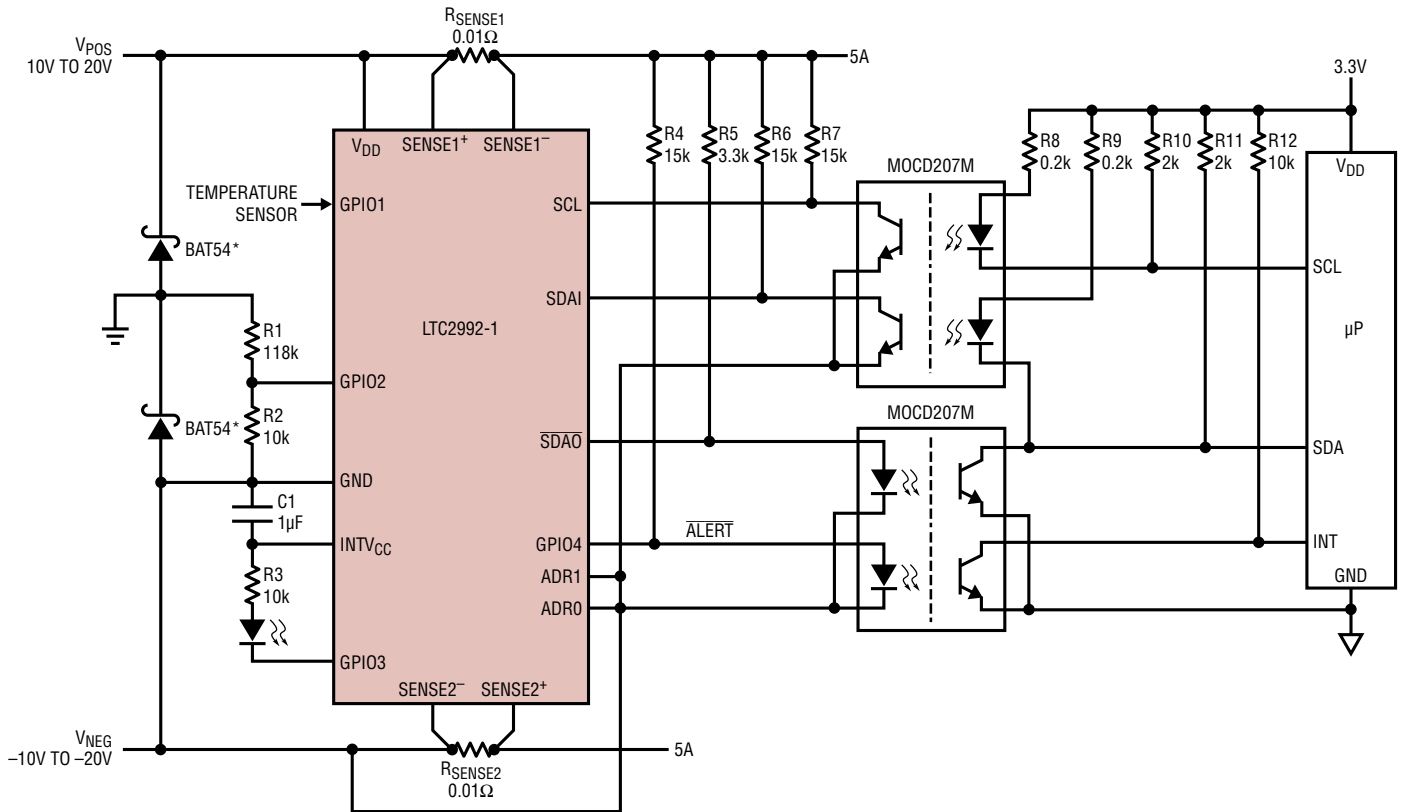 RSENSE1
0.01Ω
VPOS
10V TO 20V
5A
3.3V
R4
15k
R5
3.3k
R6
15k
R7
15k
R8
0.2k
R9
0.2k
R10
2k
R11
2k
R12
10k
VDD
SENSE1+
SENSE1–
MOCD207M
VDD
TEMPERATURE
SENSOR
GPIO1
SCL
BAT54*
SCL
SDAI
LTC2992-1
µP
R1
118k
GPIO2
R2
10k
BAT54*
MOCD207M
SDAO
SDA
GND
C1
1µF
INTVCC
GPIO4
ALERT
INT
R3
10k
ADR1
GND
ADR0
GPIO3
SENSE2–
SENSE2+
VNEG
–10V TO –20V
5A
RSENSE2
0.01Ω